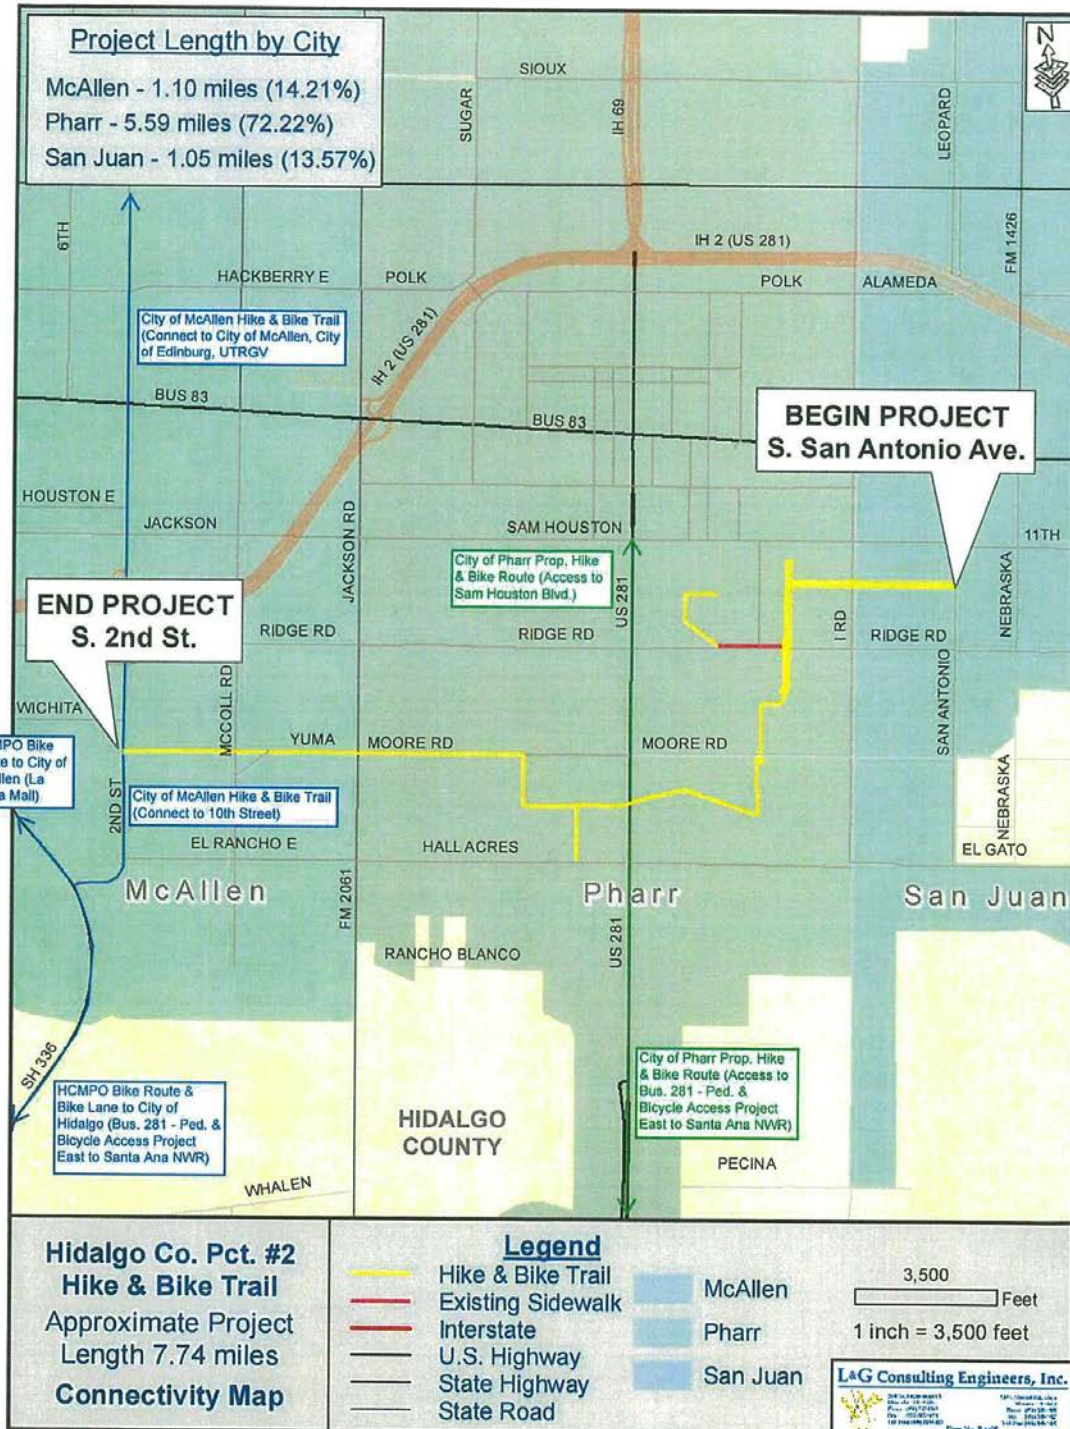 Project Length by City
McAllen - 1.10 miles (14.21%)
Pharr - 5.59 miles (72.22%)
San Juan - 1.05 miles (13.57%)
N
SIOUX
SUGAR
IH 69
LEOPARD
FM 1426
6TH
IH 2 (US 281)
HACKBERRY E
POLK
POLK
ALAMEDA
City of McAllen Hike & Bike Trail
(Connect to City of McAllen, City
of Edinburg, UTRGV
IH 2 (US 281)
BUS 83
BUS 83
BEGIN PROJECT
S. San Antonio Ave.
HOUSTON E
JACKSON
JACKSON RD
SAM HOUSTON
11TH
City of Pharr Prop. Hike
& Bike Route (Access to
Sam Houston Blvd.)
US 281
END PROJECT
S. 2nd St.
RIDGE RD
RIDGE RD
I RD
RIDGE RD
NEBRASKA
MCCOLL RD
SAN ANTONIO
WICHITA
YUMA
MOORE RD
MOORE RD
MPO Bike
te to City of
llen (La
a Mall)
2ND ST
City of McAllen Hike & Bike Trail
(Connect to 10th Street)
NEBRASKA
EL RANCHO E
HALL ACRES
EL GATO
McAllen
Pharr
San Juan
FM 2061
US 281
RANCHO BLANCO
SH 336
HCMPO Bike Route &
Bike Lane to City of
Hidalgo (Bus. 281 - Ped. &
Bicycle Access Project
East to Santa Ana NWR)
HIDALGO
COUNTY
City of Pharr Prop. Hike
& Bike Route (Access to
Bus. 281 - Ped. &
Bicycle Access Project
East to Santa Ana NWR)
PECINA
WHALEN
Hidalgo Co. Pct. #2
Hike & Bike Trail
Approximate Project
Length 7.74 miles
Connectivity Map
Legend
Hike & Bike Trail
Existing Sidewalk
Interstate
U.S. Highway
State Highway
State Road
McAllen
Pharr
San Juan
3,500
Feet
1 inch = 3,500 feet
L&G Consulting Engineers, Inc.